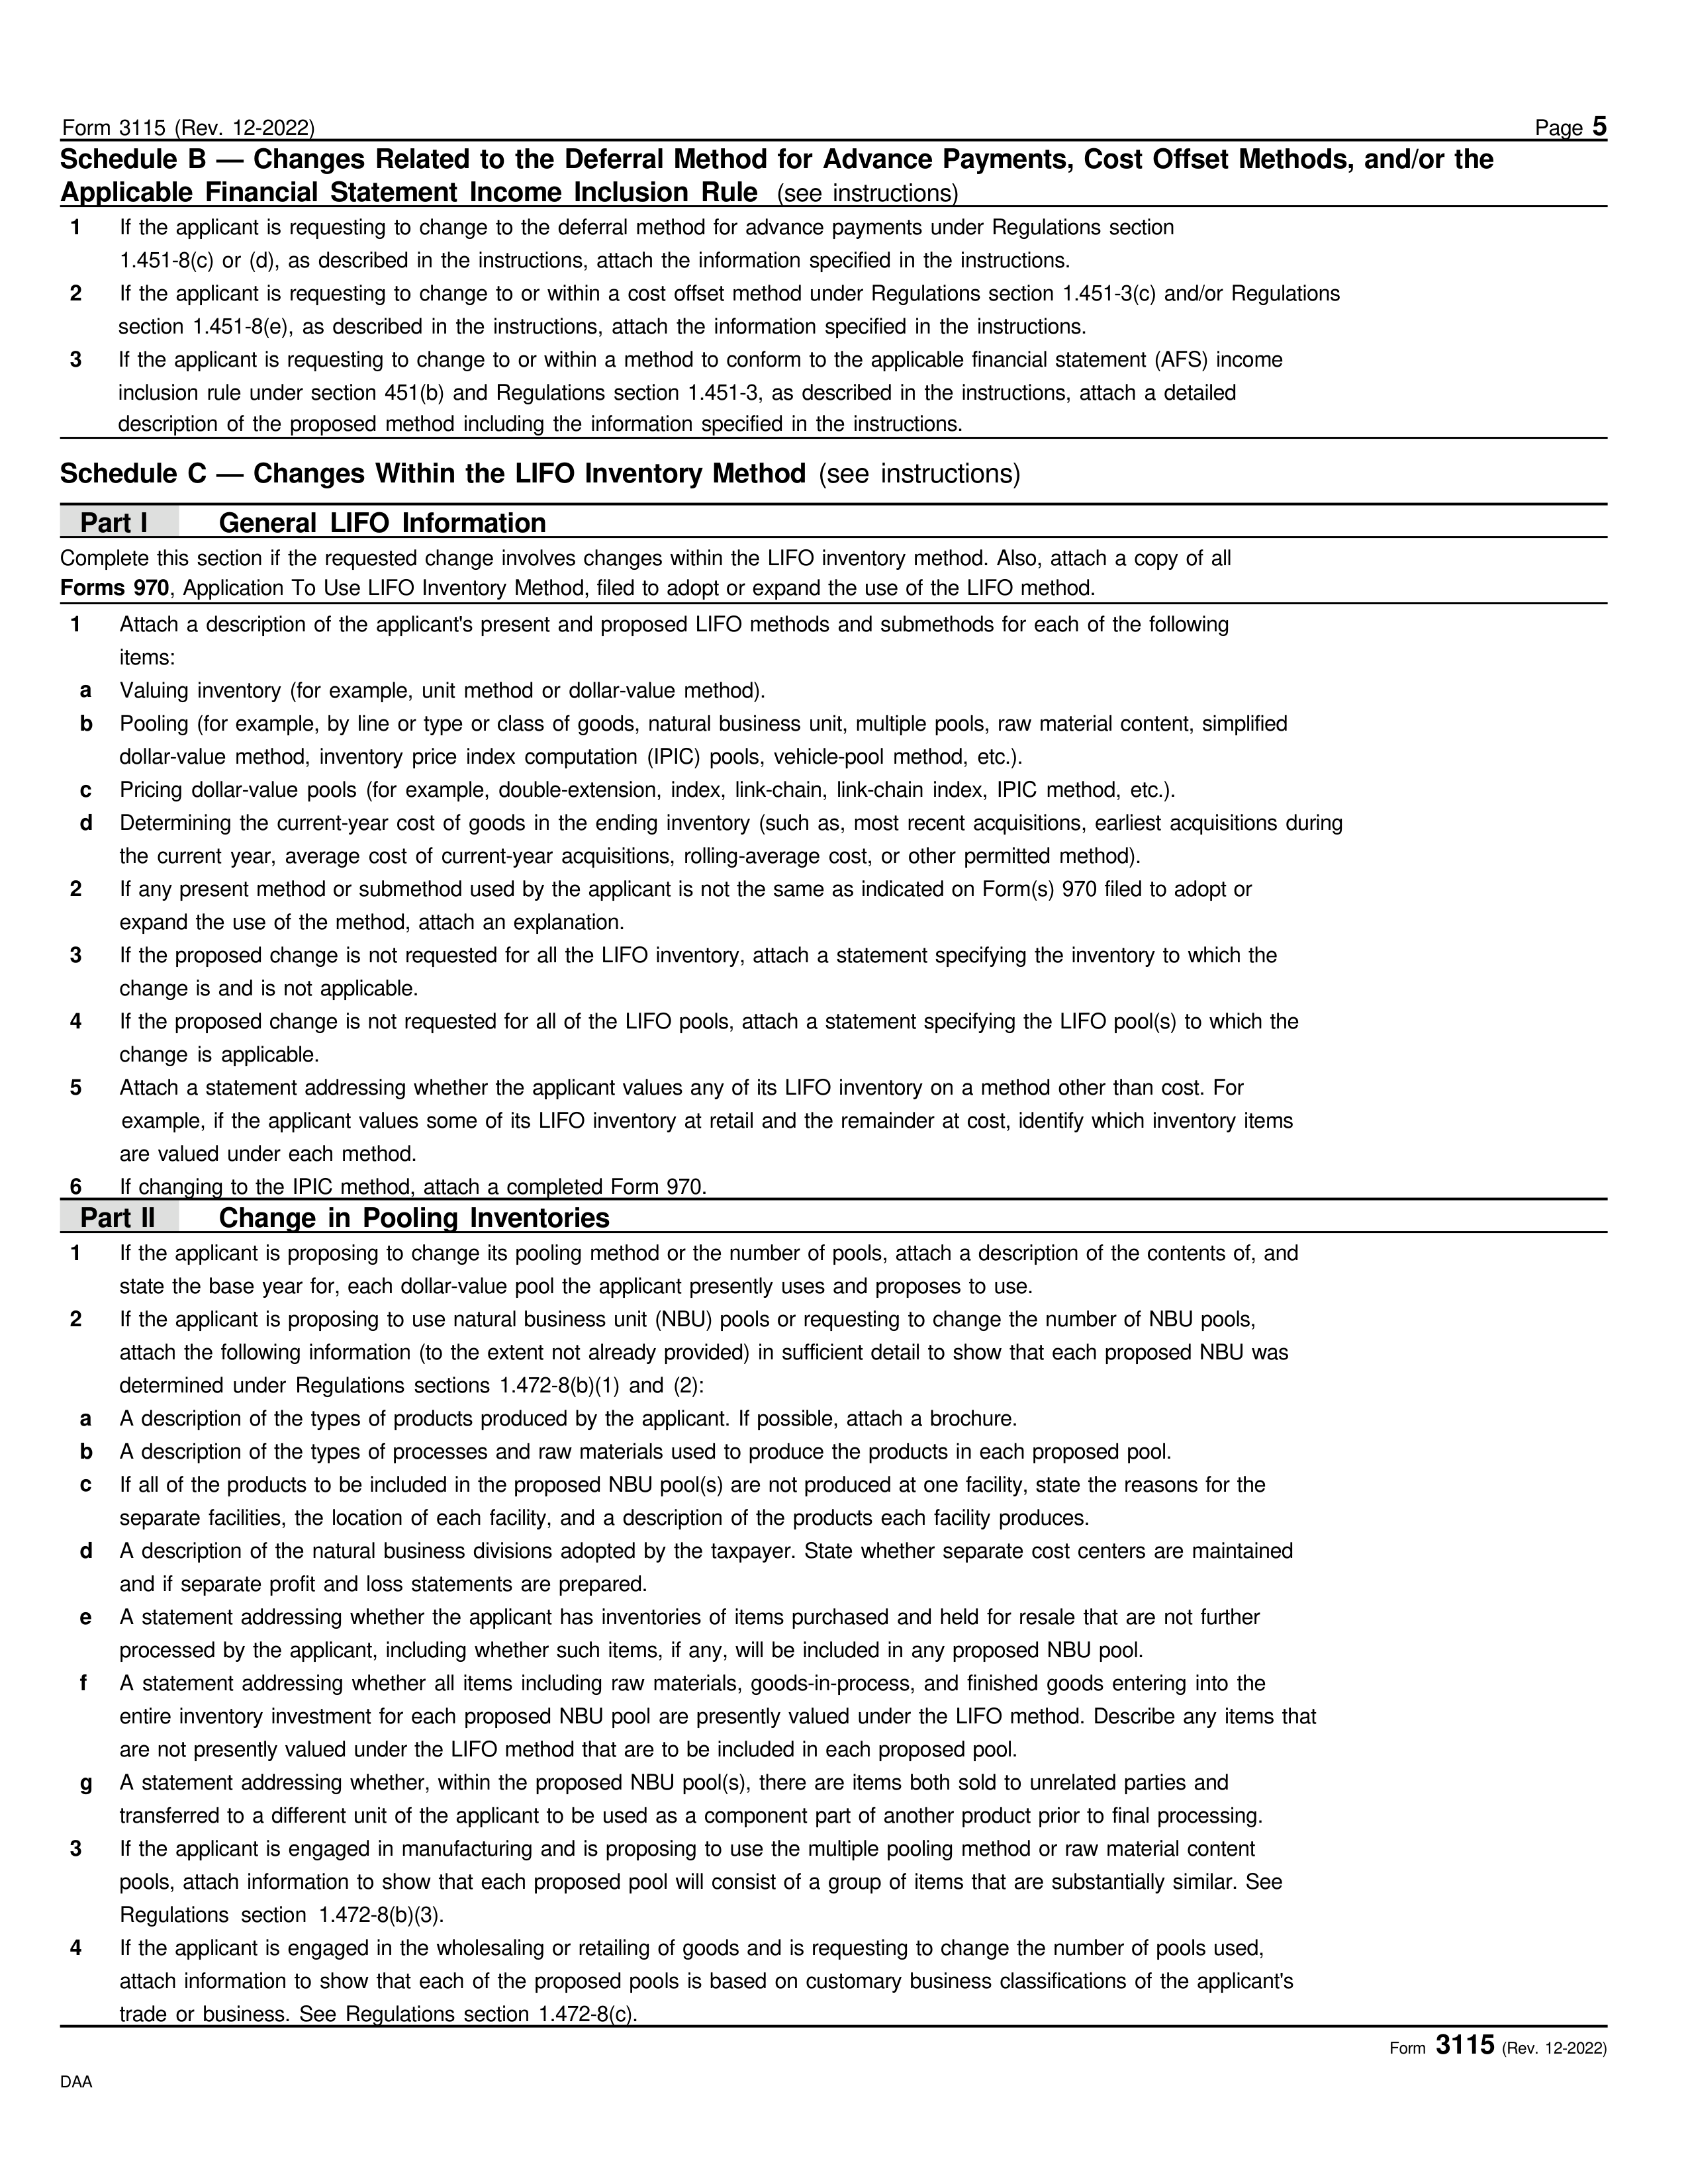 Form 3115 (Rev. 12-2022) Page 5
Schedule B — Changes Related to the Deferral Method for Advance Payments, Cost Offset Methods, and/or the
Applicable Financial Statement Income Inclusion Rule (see instructions)
1 If the applicant is requesting to change to the deferral method for advance payments under Regulations section
1.451-8(c) or (d), as described in the instructions, attach the information specified in the instructions.
2 If the applicant is requesting to change to or within a cost offset method under Regulations section 1.451-3(c) and/or Regulations
section 1.451-8(e), as described in the instructions, attach the information specified in the instructions.
3 If the applicant is requesting to change to or within a method to conform to the applicable financial statement (AFS) income
inclusion rule under section 451(b) and Regulations section 1.451-3, as described in the instructions, attach a detailed
description of the proposed method including the information specified in the instructions.
Schedule C — Changes Within the LIFO Inventory Method (see instructions)
Part I General LIFO Information
Complete this section if the requested change involves changes within the LIFO inventory method. Also, attach a copy of all
Forms 970, Application To Use LIFO Inventory Method, filed to adopt or expand the use of the LIFO method.
1 Attach a description of the applicant's present and proposed LIFO methods and submethods for each of the following
items:
a Valuing inventory (for example, unit method or dollar-value method).
b Pooling (for example, by line or type or class of goods, natural business unit, multiple pools, raw material content, simplified
dollar-value method, inventory price index computation (IPIC) pools, vehicle-pool method, etc.).
c Pricing dollar-value pools (for example, double-extension, index, link-chain, link-chain index, IPIC method, etc.).
d Determining the current-year cost of goods in the ending inventory (such as, most recent acquisitions, earliest acquisitions during
the current year, average cost of current-year acquisitions, rolling-average cost, or other permitted method).
2 If any present method or submethod used by the applicant is not the same as indicated on Form(s) 970 filed to adopt or
expand the use of the method, attach an explanation.
3 If the proposed change is not requested for all the LIFO inventory, attach a statement specifying the inventory to which the
change is and is not applicable.
4 If the proposed change is not requested for all of the LIFO pools, attach a statement specifying the LIFO pool(s) to which the
change is applicable.
5 Attach a statement addressing whether the applicant values any of its LIFO inventory on a method other than cost. For
example, if the applicant values some of its LIFO inventory at retail and the remainder at cost, identify which inventory items
are valued under each method.
6 If changing to the IPIC method, attach a completed Form 970.
Part II Change in Pooling Inventories
1 If the applicant is proposing to change its pooling method or the number of pools, attach a description of the contents of, and
state the base year for, each dollar-value pool the applicant presently uses and proposes to use.
2 If the applicant is proposing to use natural business unit (NBU) pools or requesting to change the number of NBU pools,
attach the following information (to the extent not already provided) in sufficient detail to show that each proposed NBU was
determined under Regulations sections 1.472-8(b)(1) and (2):
a A description of the types of products produced by the applicant. If possible, attach a brochure.
b A description of the types of processes and raw materials used to produce the products in each proposed pool.
c If all of the products to be included in the proposed NBU pool(s) are not produced at one facility, state the reasons for the
separate facilities, the location of each facility, and a description of the products each facility produces.
d A description of the natural business divisions adopted by the taxpayer. State whether separate cost centers are maintained
and if separate profit and loss statements are prepared.
e A statement addressing whether the applicant has inventories of items purchased and held for resale that are not further
processed by the applicant, including whether such items, if any, will be included in any proposed NBU pool.
f A statement addressing whether all items including raw materials, goods-in-process, and finished goods entering into the
entire inventory investment for each proposed NBU pool are presently valued under the LIFO method. Describe any items that
are not presently valued under the LIFO method that are to be included in each proposed pool.
g A statement addressing whether, within the proposed NBU pool(s), there are items both sold to unrelated parties and
transferred to a different unit of the applicant to be used as a component part of another product prior to final processing.
3 If the applicant is engaged in manufacturing and is proposing to use the multiple pooling method or raw material content
pools, attach information to show that each proposed pool will consist of a group of items that are substantially similar. See
Regulations section 1.472-8(b)(3).
4 If the applicant is engaged in the wholesaling or retailing of goods and is requesting to change the number of pools used,
attach information to show that each of the proposed pools is based on customary business classifications of the applicant's
trade or business. See Regulations section 1.472-8(c).
Form 3115 (Rev. 12-2022)
DAA